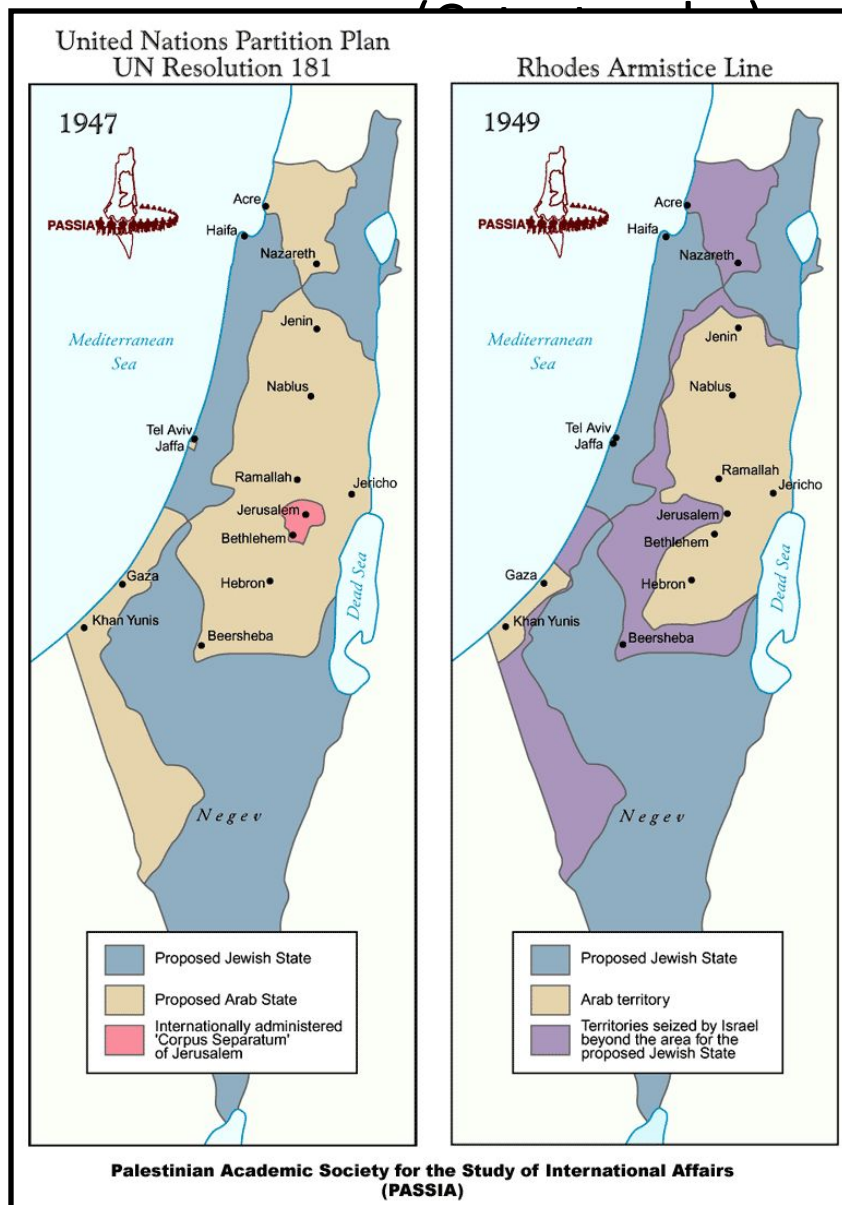 United Nations Partition Plan
UN Resolution 181
1947
PASSIA
Acre
Haifa
Nazareth
Mediterranean
Sea
Jenin
Nablus
Tel Aviv
Jaffa
Ramallah
Jericho
Jerusalem
Bethlehem
Gaza
Hebron
Dead Sea
Khan Yunis
Beersheba
Negev
Proposed Jewish State
Proposed Arab State
Internationally administered
'Corpus Separatum'
of Jerusalem
Rhodes Armistice Line
1949
PASSIA
Acre
Haifa
Nazareth
Mediterranean
Sea
Jenin
Nablus
Tel Aviv
Jaffa
Ramallah
Jericho
Jerusalem
Bethlehem
Gaza
Hebron
Dead Sea
Khan Yunis
Beersheba
Negev
Proposed Jewish State
Arab territory
Territories seized by Israel
beyond the area for the
proposed Jewish State
Palestinian Academic Society for the Study of International Affairs
(PASSIA)